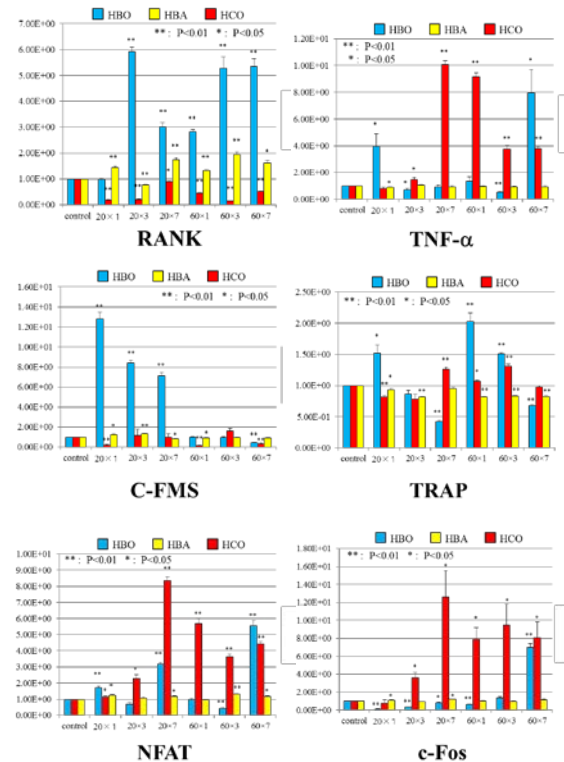 HBO HBA HCO
** : P<0.01 * : P<0.05
7.00E+00
6.00E+00
5.00E+00
4.00E+00
3.00E+00
2.00E+00
1.00E+00
0.00E+00
control 20×1 20×3 20×7 60×1 60×3 60×7
RANK
HBO HBA HCO
** : P<0.01
* : P<0.05
1.20E+01
1.00E+01
8.00E+00
6.00E+00
4.00E+00
2.00E+00
0.00E+00
control 20×1 20×3 20×7 60×1 60×3 60×7
TNF-α
HBO HBA HCO
** : P<0.01 * : P<0.05
1.60E+01
1.40E+01
1.20E+01
1.00E+01
8.00E+00
6.00E+00
4.00E+00
2.00E+00
0.00E+00
control 20×1 20×3 20×7 60×1 60×3 60×7
C-FMS
HBO HBA HCO
** : P<0.01 * : P<0.05
2.50E+00
2.00E+00
1.50E+00
1.00E+00
5.00E-01
0.00E+00
control 20×1 20×3 20×7 60×1 60×3 60×7
TRAP
HBO HBA HCO
** : P<0.01 * : P<0.05
1.00E+01
9.00E+00
8.00E+00
7.00E+00
6.00E+00
5.00E+00
4.00E+00
3.00E+00
2.00E+00
1.00E+00
0.00E+00
control 20×1 20×3 20×7 60×1 60×3 60×7
NFAT
HBO HBA HCO
** : P<0.01 * : P<0.05
1.80E+01
1.60E+01
1.40E+01
1.20E+01
1.00E+01
8.00E+00
6.00E+00
4.00E+00
2.00E+00
0.00E+00
control 20×1 20×3 20×7 60×1 60×3 60×7
c-Fos